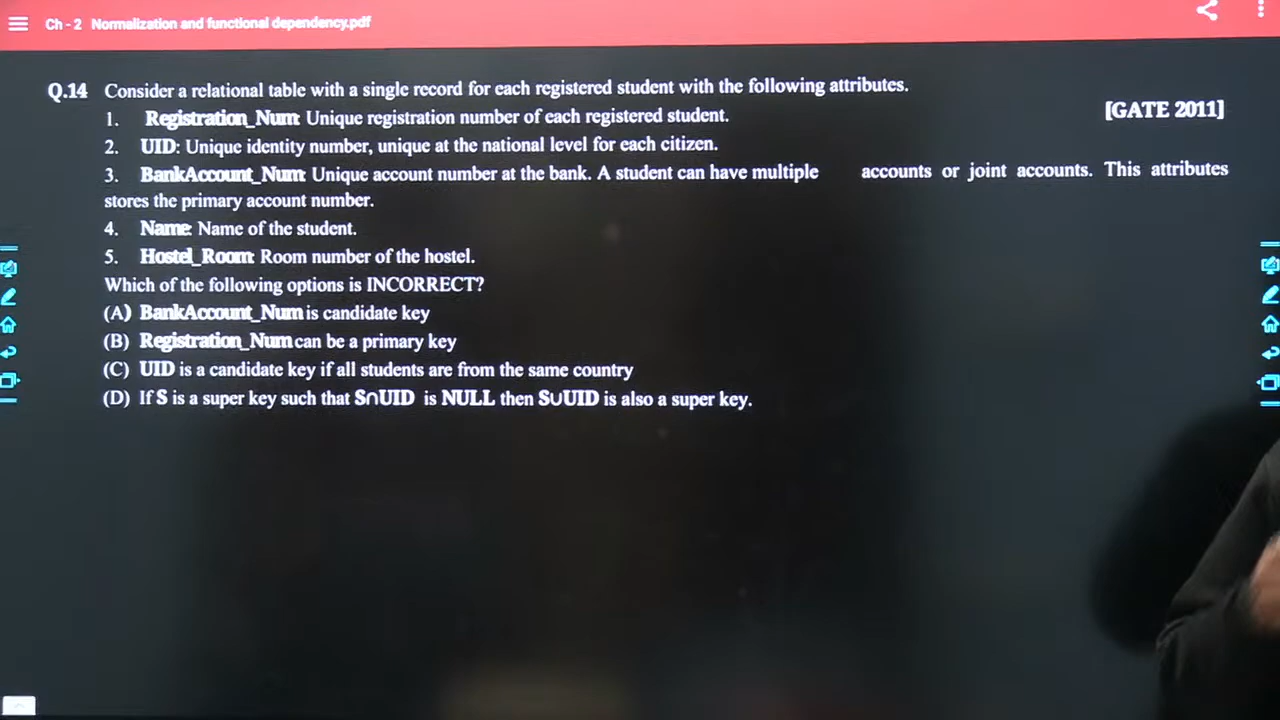 Ch - 2 Normalization and functional dependency.pdf
Q.14 Consider a relational table with a single record for each registered student with the following attributes.
[GATE 2011]
1. Registration_Num: Unique registration number of each registered student.
2. UID: Unique identity number, unique at the national level for each citizen.
3. BankAccount_Num: Unique account number at the bank. A student can have multiple accounts or joint accounts. This attributes
stores the primary account number.
4. Name: Name of the student.
5. Hostel_Room: Room number of the hostel.
Which of the following options is INCORRECT?
(A) BankAccount_Num is candidate key
(B) Registration_Num can be a primary key
(C) UID is a candidate key if all students are from the same country
(D) If S is a super key such that S∩UID is NULL then S∪UID is also a super key.